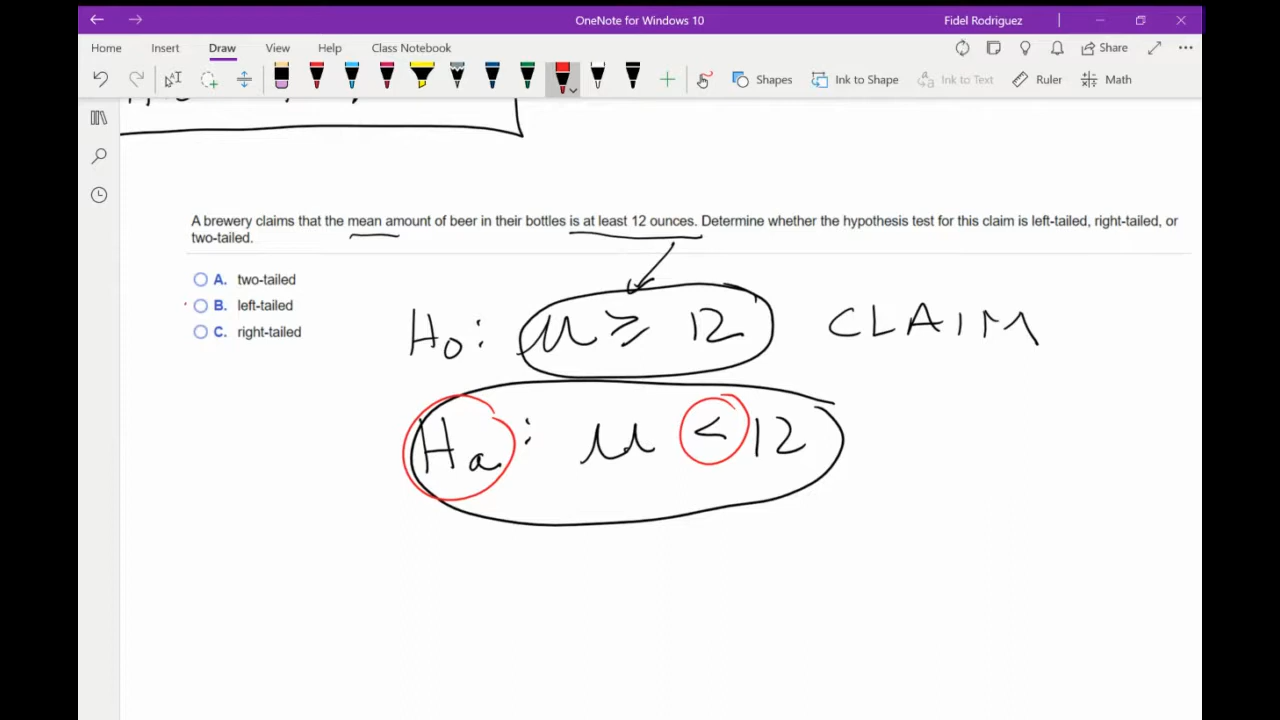 OneNote for Windows 10
Fidel Rodriguez
Home Insert Draw View Help Class Notebook Share
Shapes Ink to Shape Ink to Text Ruler Math
A brewery claims that the mean amount of beer in their bottles is at least 12 ounces. Determine whether the hypothesis test for this claim is left-tailed, right-tailed, or
two-tailed.
A. two-tailed
B. left-tailed
C. right-tailed
H₀: μ ≥ 12 CLAIM
Hₐ: μ < 12